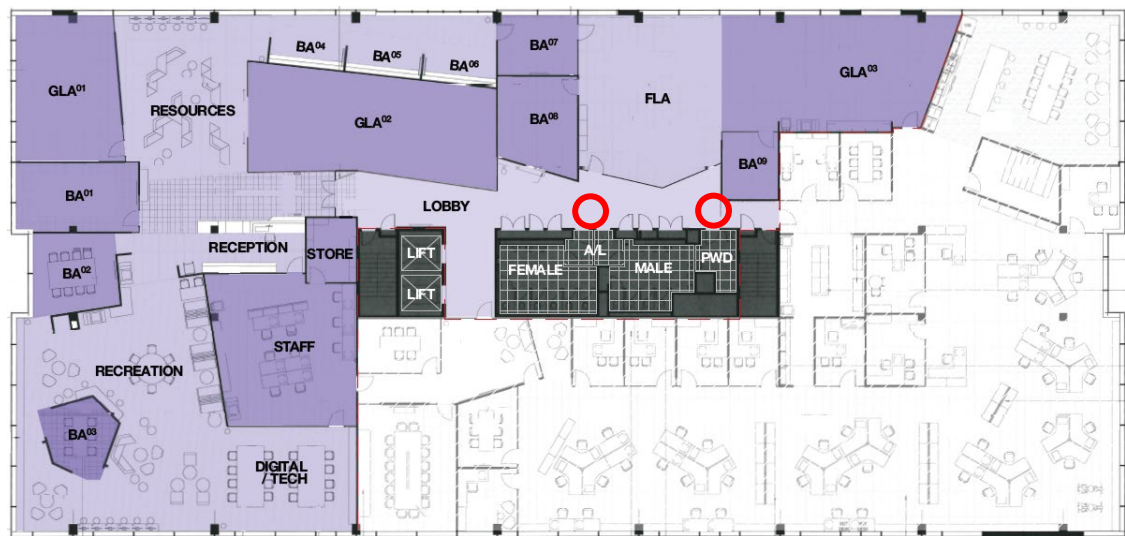 BA04
BA05
BA06
BA07
GLA01
RESOURCES
GLA02
BA08
FLA
GLA03
BA09
BA01
LOBBY
RECEPTION
STORE
BA02
LIFT
LIFT
FEMALE
A/L
MALE
PWD
STAFF
RECREATION
BA03
DIGITAL
/ TECH